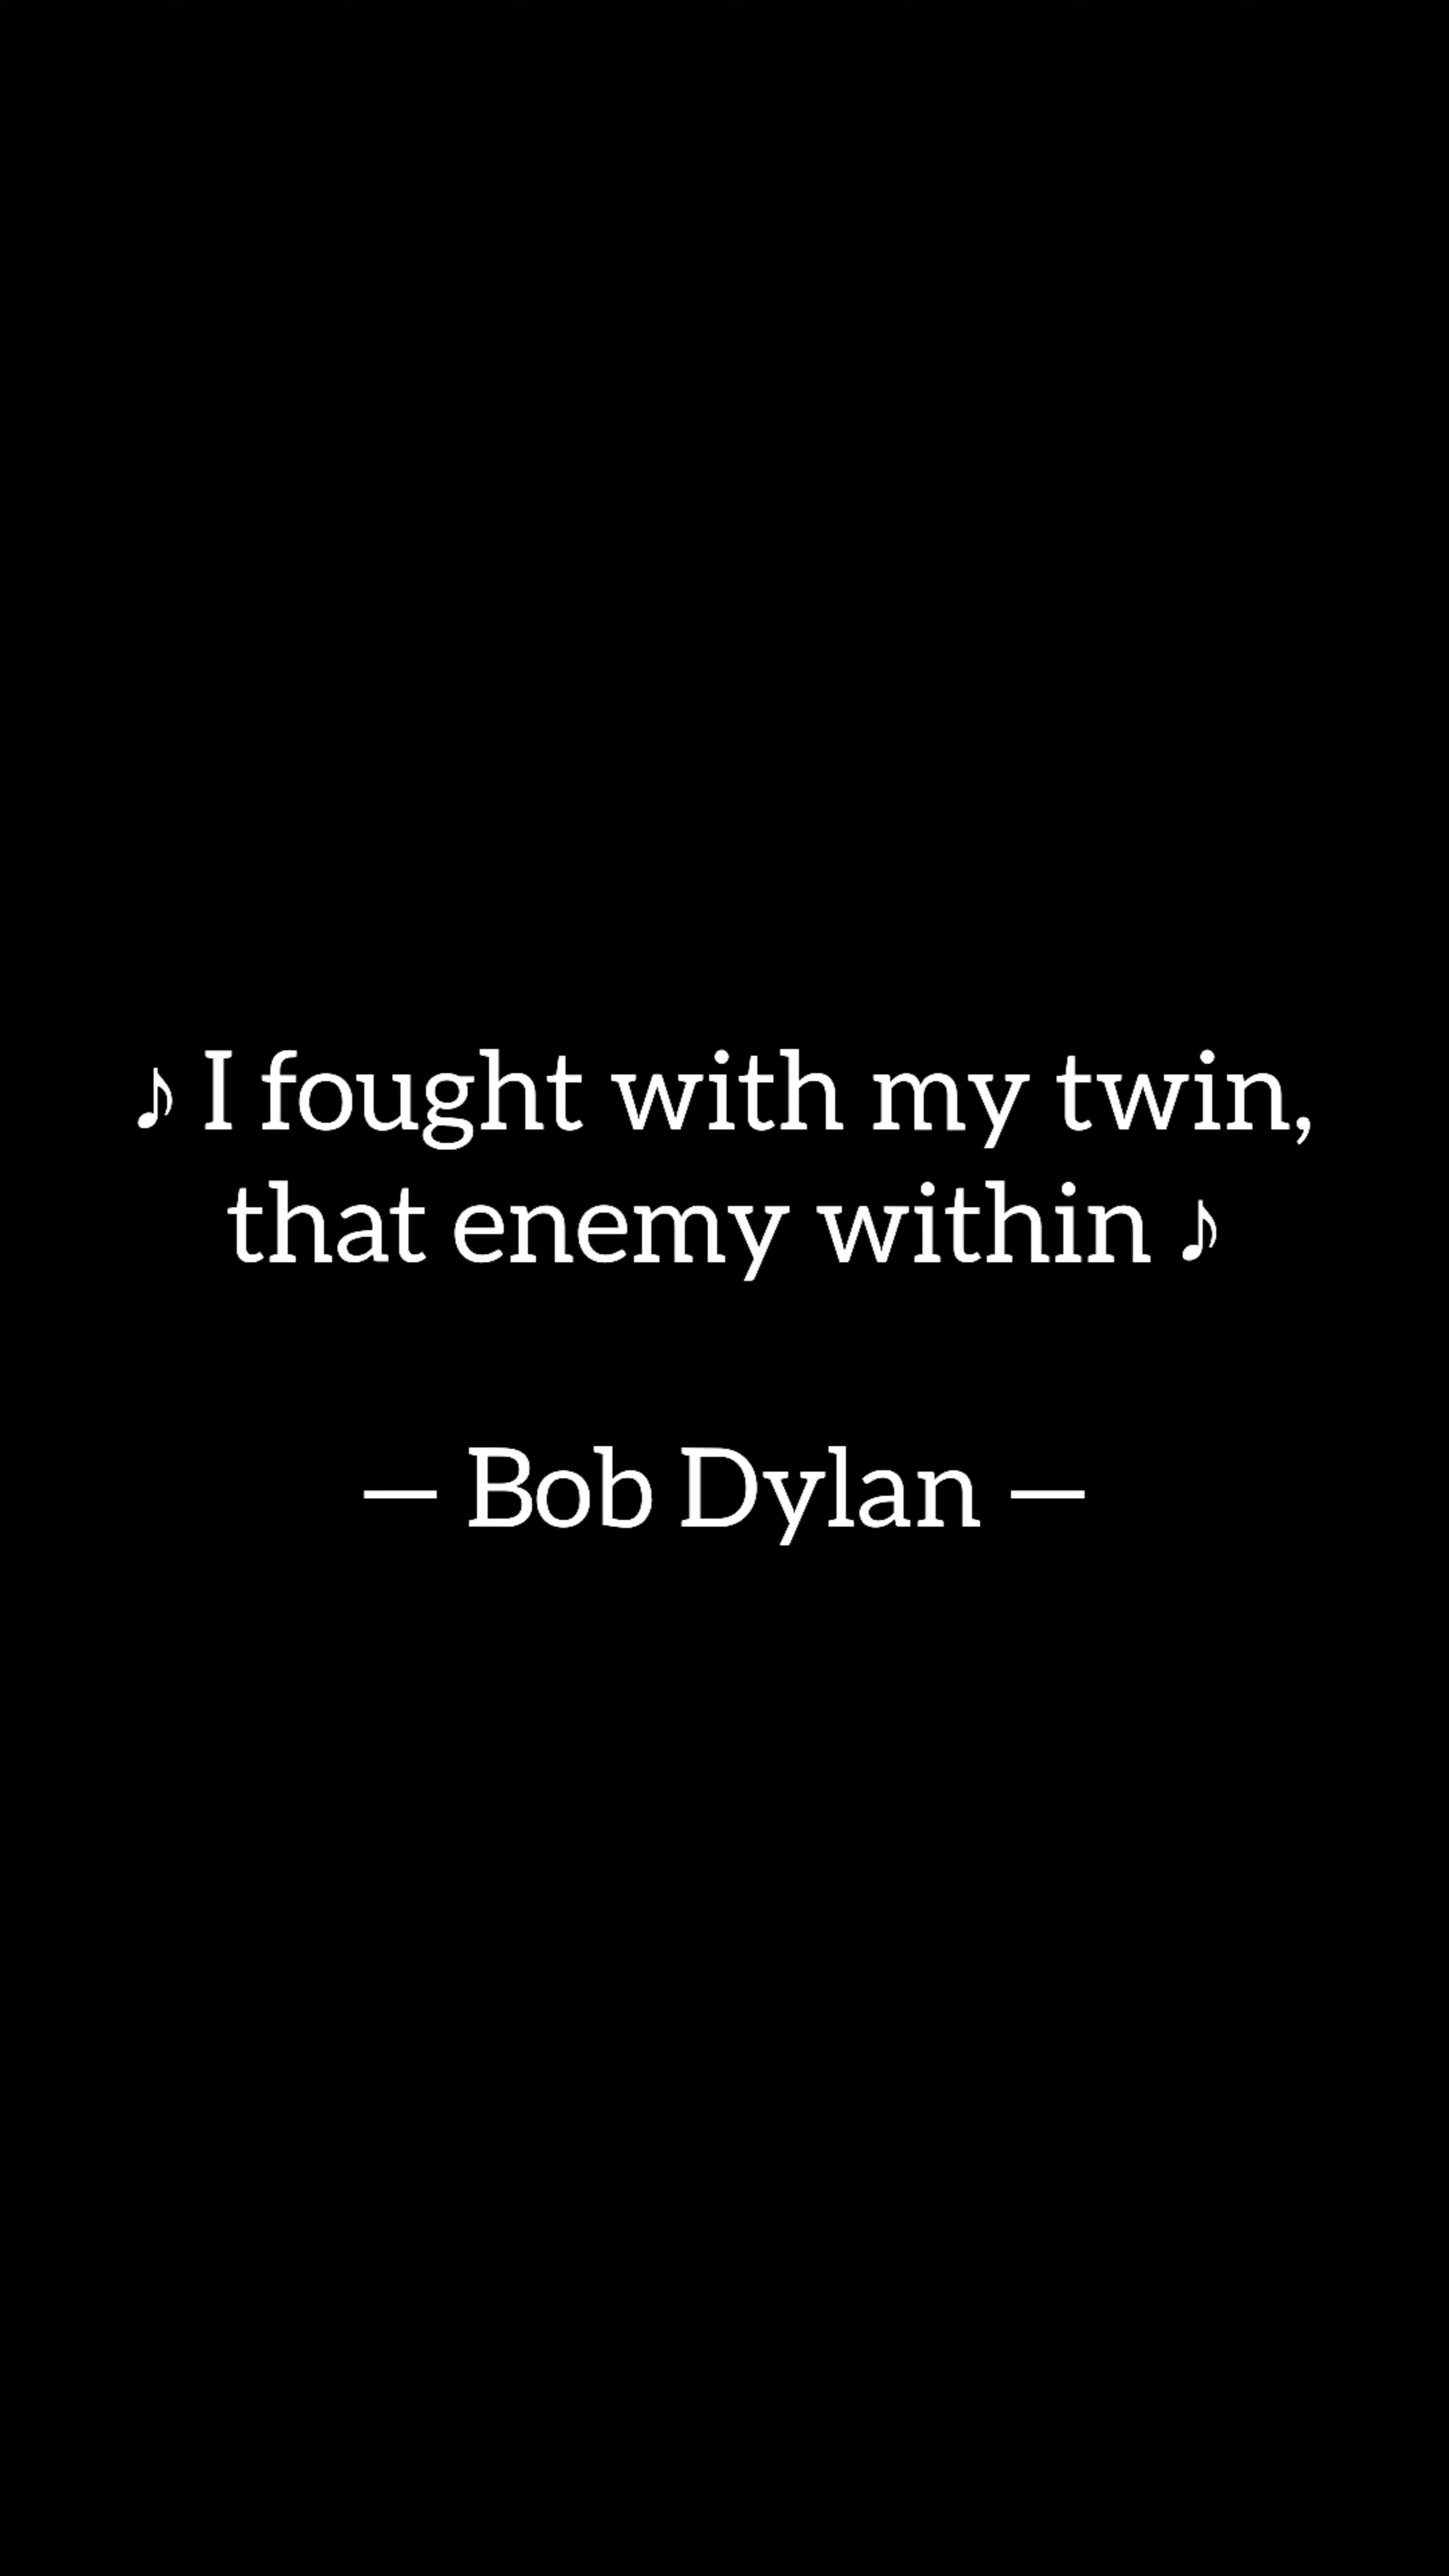 ♪ I fought with my twin,
that enemy within ♪
— Bob Dylan —